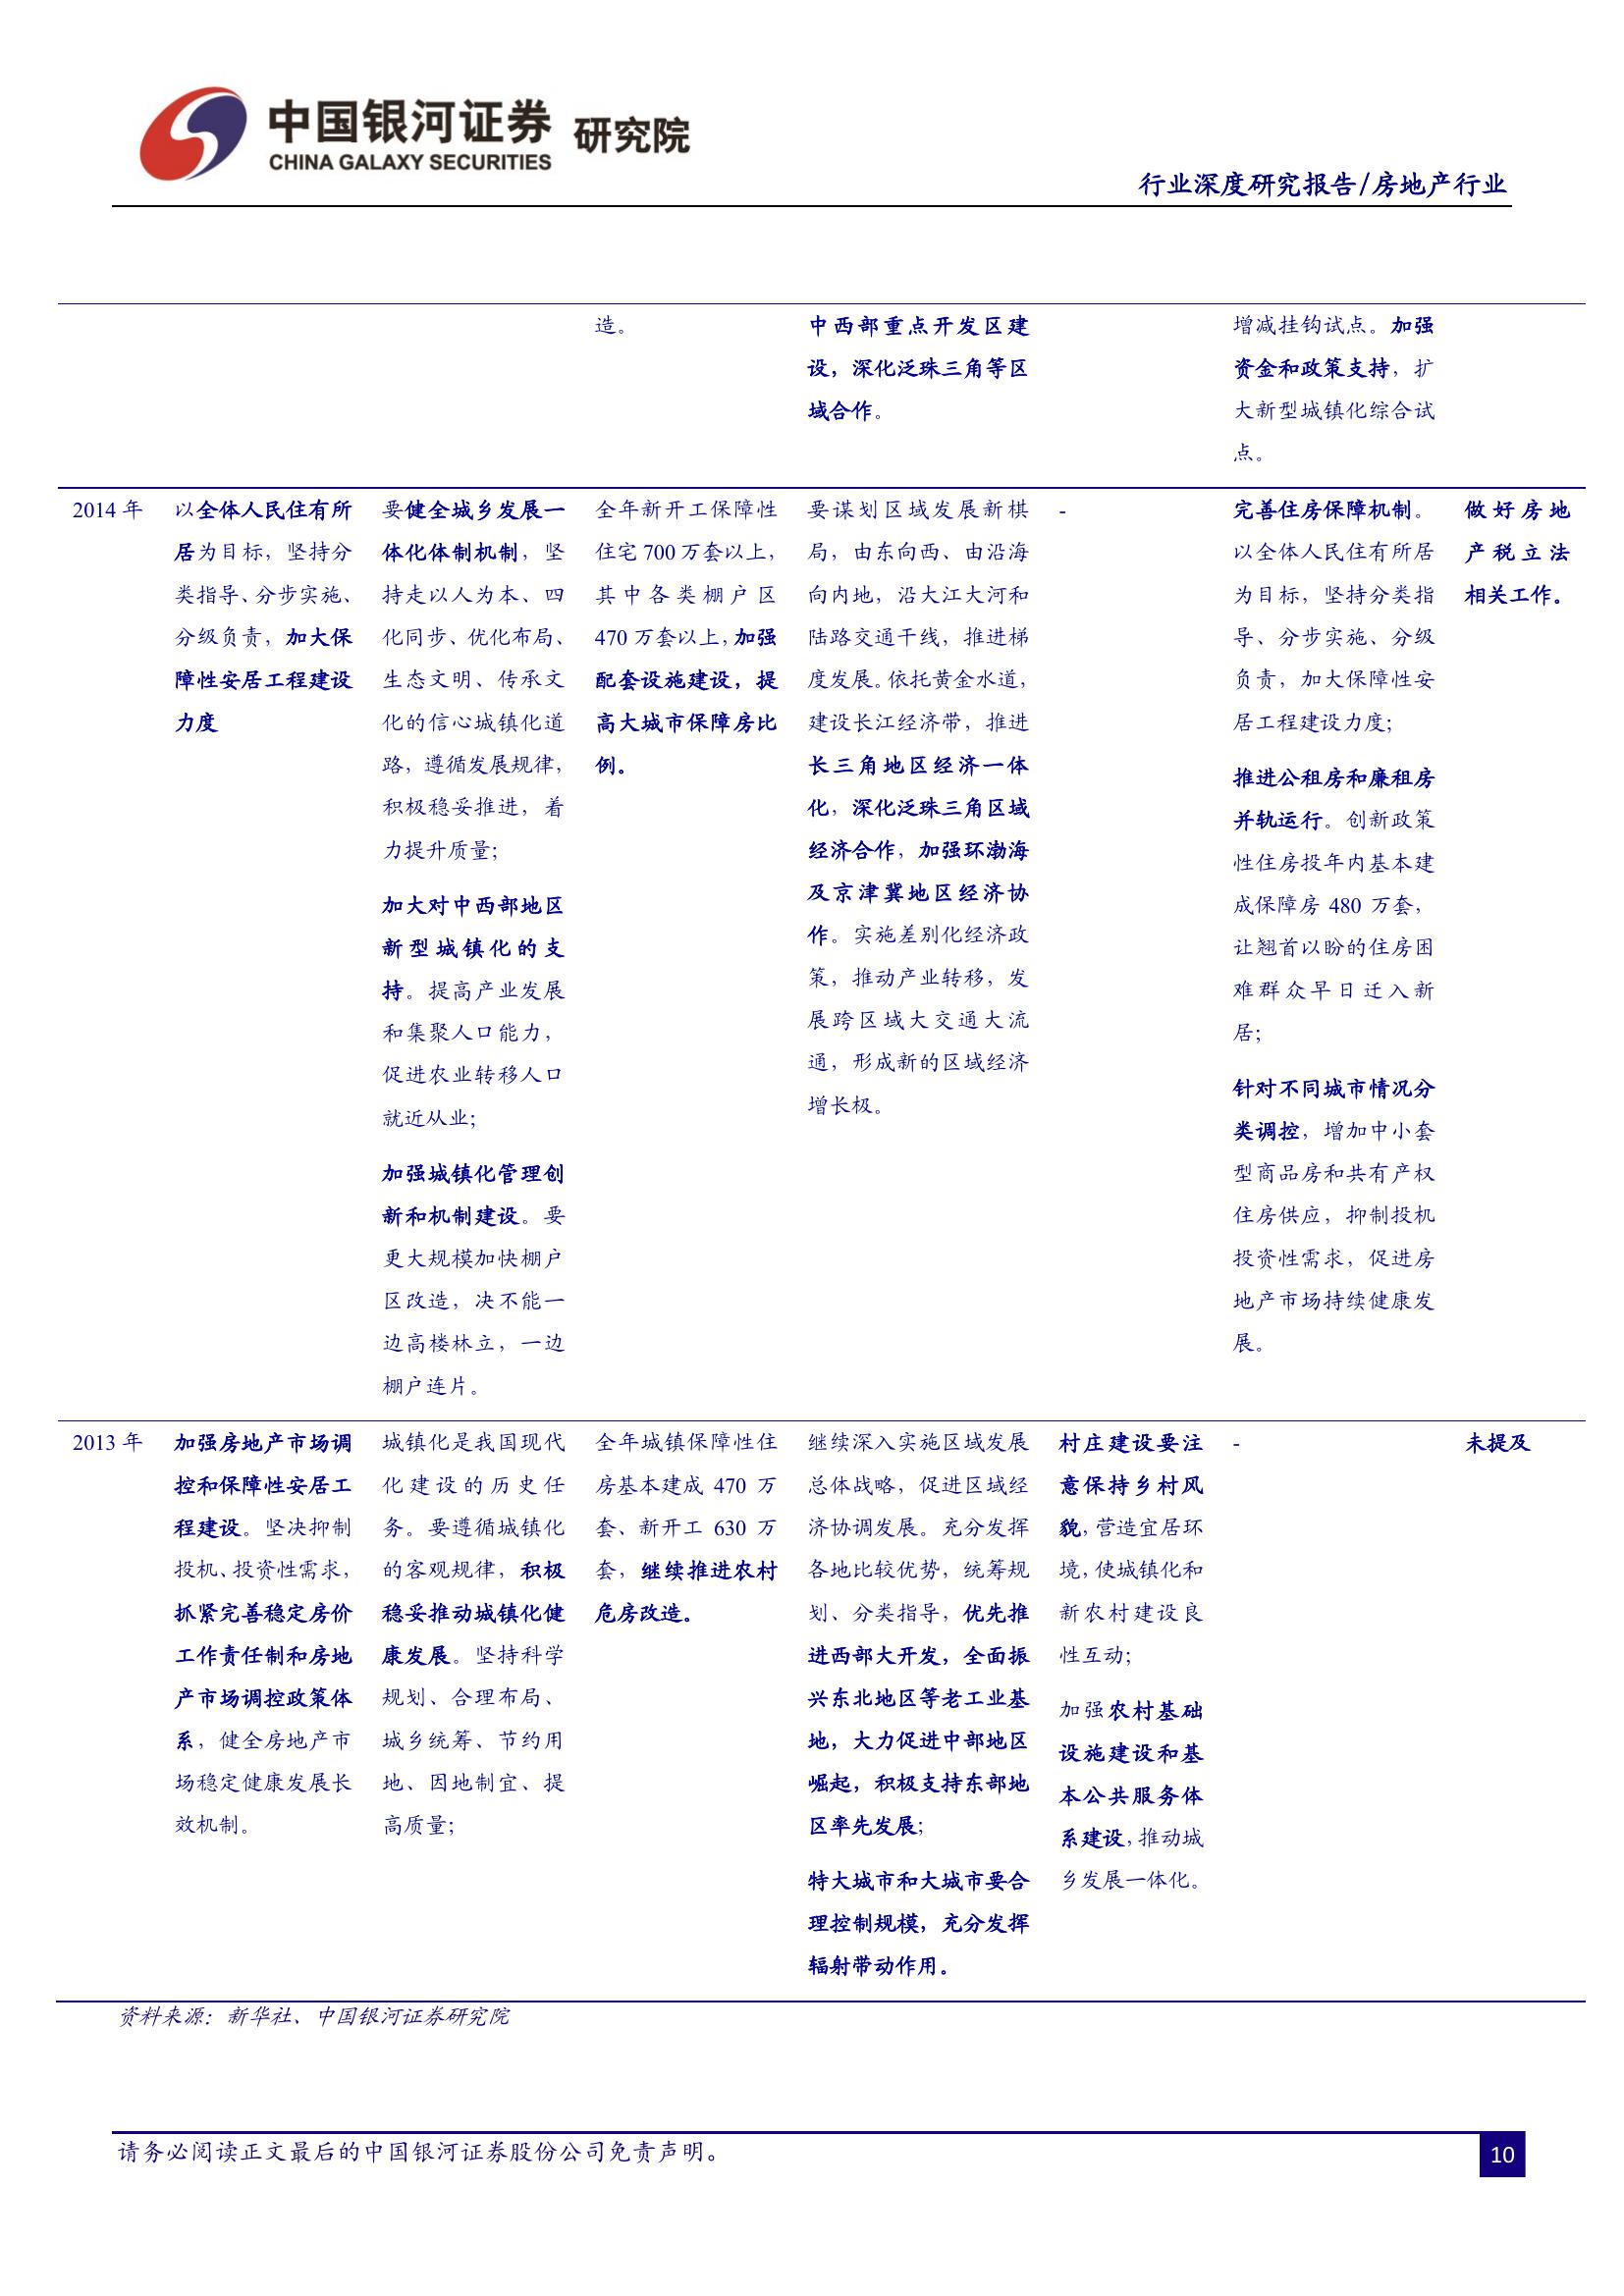 中国银河证券 研究院
CHINA GALAXY SECURITIES
行业深度研究报告/房地产行业
造。
中西部重点开发区建
设，深化泛珠三角等区
域合作。
增减挂钩试点。加强
资金和政策支持，扩
大新型城镇化综合试
点。
2014 年
以全体人民住有所
居为目标，坚持分
类指导、分步实施、
分级负责，加大保
障性安居工程建设
力度
要健全城乡发展一
体化体制机制，坚
持走以人为本、四
化同步、优化布局、
生态文明、传承文
化的信心城镇化道
路，遵循发展规律，
积极稳妥推进，着
力提升质量；
加大对中西部地区
新型城镇化的支
持。提高产业发展
和集聚人口能力，
促进农业转移人口
就近从业；
加强城镇化管理创
新和机制建设。要
更大规模加快棚户
区改造，决不能一
边高楼林立，一边
棚户连片。
全年新开工保障性
住宅 700 万套以上，
其中各类棚户区
470 万套以上，加强
配套设施建设，提
高大城市保障房比
例。
要谋划区域发展新棋
局，由东向西、由沿海
向内地，沿大江大河和
陆路交通干线，推进梯
度发展。依托黄金水道，
建设长江经济带，推进
长三角地区经济一体
化，深化泛珠三角区域
经济合作，加强环渤海
及京津冀地区经济协
作。实施差别化经济政
策，推动产业转移，发
展跨区域大交通大流
通，形成新的区域经济
增长极。
-
完善住房保障机制。
以全体人民住有所居
为目标，坚持分类指
导、分步实施、分级
负责，加大保障性安
居工程建设力度；
推进公租房和廉租房
并轨运行。创新政策
性住房投年内基本建
成保障房 480 万套，
让翘首以盼的住房困
难群众早日迁入新
居；
针对不同城市情况分
类调控，增加中小套
型商品房和共有产权
住房供应，抑制投机
投资性需求，促进房
地产市场持续健康发
展。
做好房地
产税立法
相关工作。
2013 年
加强房地产市场调
控和保障性安居工
程建设。坚决抑制
投机、投资性需求，
抓紧完善稳定房价
工作责任制和房地
产市场调控政策体
系，健全房地产市
场稳定健康发展长
效机制。
城镇化是我国现代
化建设的历史任
务。要遵循城镇化
的客观规律，积极
稳妥推动城镇化健
康发展。坚持科学
规划、合理布局、
城乡统筹、节约用
地、因地制宜、提
高质量；
全年城镇保障性住
房基本建成 470 万
套、新开工 630 万
套，继续推进农村
危房改造。
继续深入实施区域发展
总体战略，促进区域经
济协调发展。充分发挥
各地比较优势，统筹规
划、分类指导，优先推
进西部大开发，全面振
兴东北地区等老工业基
地，大力促进中部地区
崛起，积极支持东部地
区率先发展；
特大城市和大城市要合
理控制规模，充分发挥
辐射带动作用。
村庄建设要注
意保持乡村风
貌，营造宜居环
境，使城镇化和
新农村建设良
性互动；
加强农村基础
设施建设和基
本公共服务体
系建设，推动城
乡发展一体化。
-
未提及
资料来源：新华社、中国银河证券研究院
请务必阅读正文最后的中国银河证券股份公司免责声明。
10